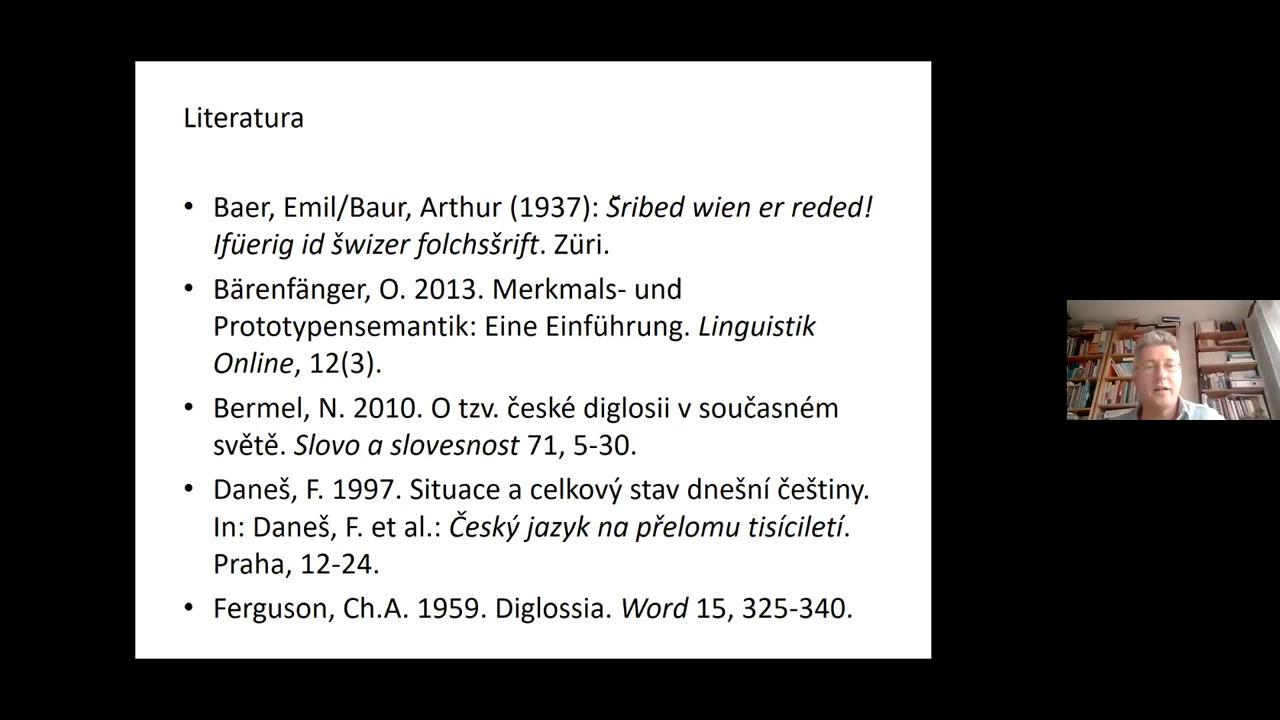 Literatura
• Baer, Emil/Baur, Arthur (1937): Šribed wien er reded!
Ifüerig id šwizer folchsšrift. Züri.
• Bärenfänger, O. 2013. Merkmals- und
Prototypensemantik: Eine Einführung. Linguistik
Online, 12(3).
• Bermel, N. 2010. O tzv. české diglosii v současném
světě. Slovo a slovesnost 71, 5-30.
• Daneš, F. 1997. Situace a celkový stav dnešní češtiny.
In: Daneš, F. et al.: Český jazyk na přelomu tisíciletí.
Praha, 12-24.
• Ferguson, Ch.A. 1959. Diglossia. Word 15, 325-340.